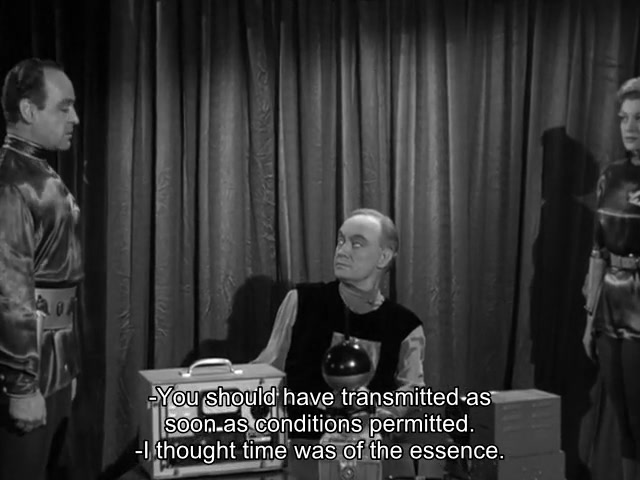 -You should have transmitted as
soon as conditions permitted.
-I thought time was of the essence.